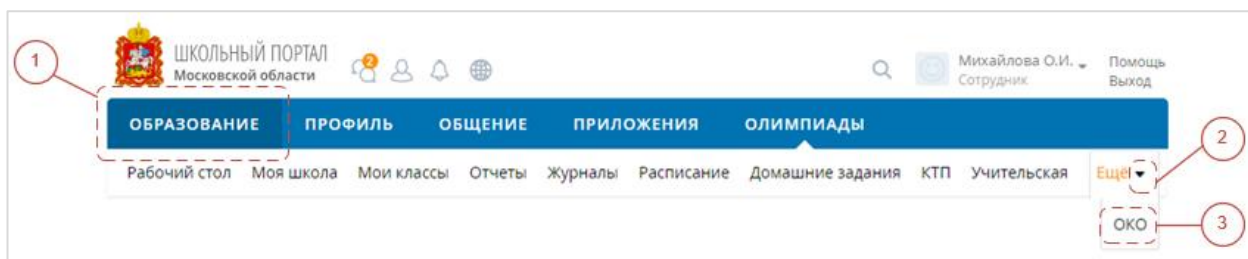 1
ШКОЛЬНЫЙ ПОРТАЛ
Московской области
2
Михайлова О.И.
Сотрудник
Помощь
Выход
ОБРАЗОВАНИЕ ПРОФИЛЬ ОБЩЕНИЕ ПРИЛОЖЕНИЯ ОЛИМПИАДЫ
2
Рабочий стол Моя школа Мои классы Отчеты Журналы Расписание Домашние задания КТП Учительская Ещё
ОКО
3